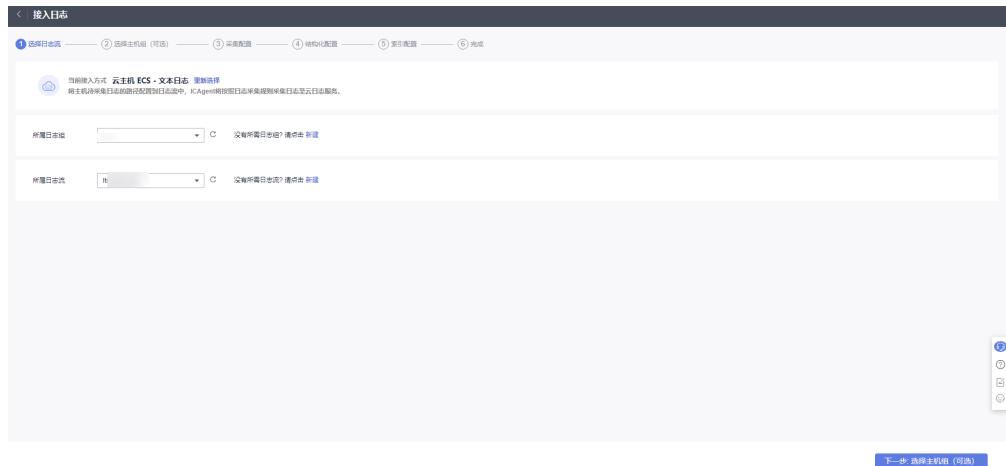 接入日志
1 选择日志流 2 选择主机组（可选） 3 采集配置 4 结构化配置 5 索引配置 6 完成
当前接入方式 云主机 ECS - 文本日志 重新选择
将主机待采集日志的路径配置到日志流中，ICAgent将按照日志采集规则采集日志至云日志服务。
所属日志组 没有所需日志组? 请点击 新建
所属日志流 lt 没有所需日志流? 请点击 新建
下一步: 选择主机组（可选）